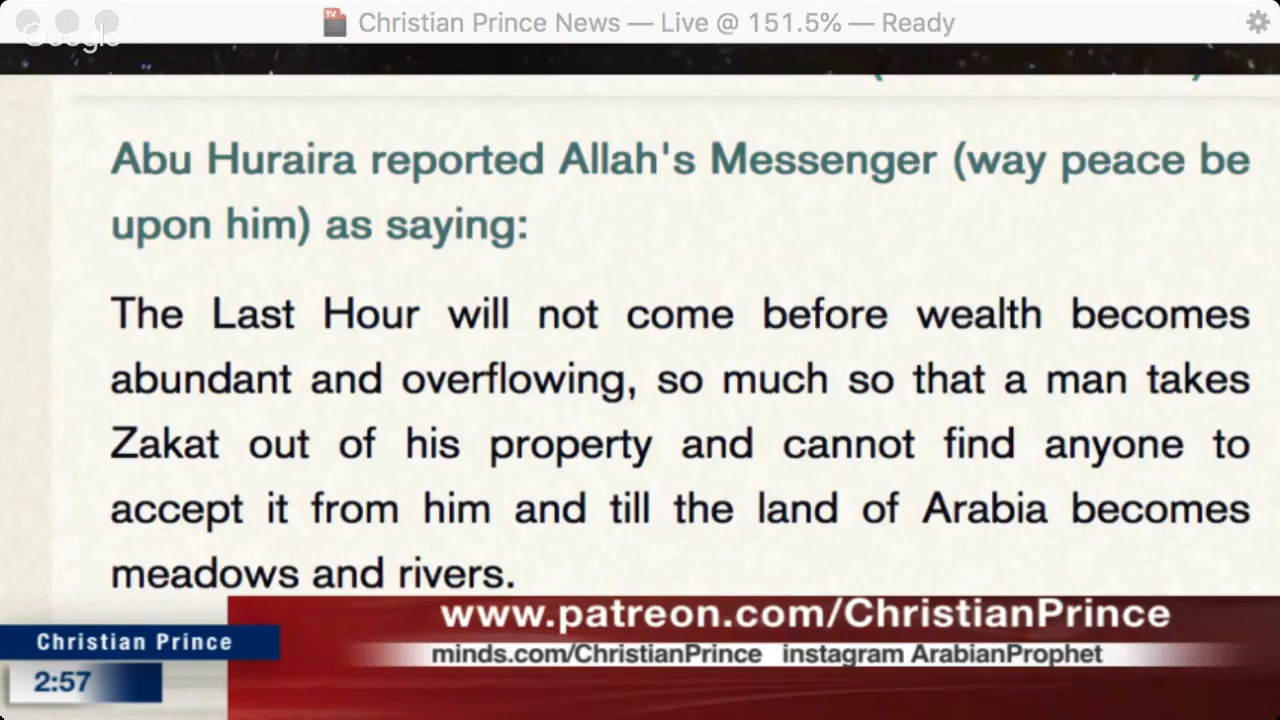 Christian Prince News — Live @ 151.5% — Ready
Google
Abu Huraira reported Allah's Messenger (way peace be
upon him) as saying:
The Last Hour will not come before wealth becomes
abundant and overflowing, so much so that a man takes
Zakat out of his property and cannot find anyone to
accept it from him and till the land of Arabia becomes
meadows and rivers.
www.patreon.com/ChristianPrince
Christian Prince
minds.com/ChristianPrince instagram ArabianProphet
2:57